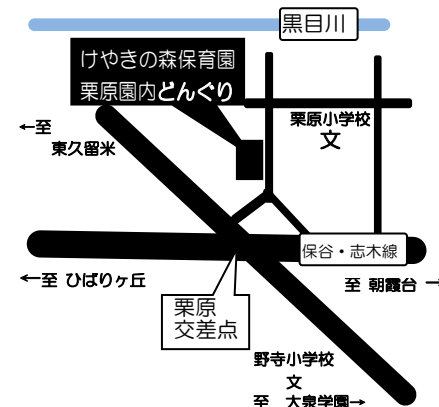 黒目川
けやきの森保育園
栗原園内どんぐり
栗原小学校
文
←至
東久留米
保谷・志木線
←至 ひばりヶ丘
至 朝霞台 →
栗原
交差点
野寺小学校
文
至 大泉学園→